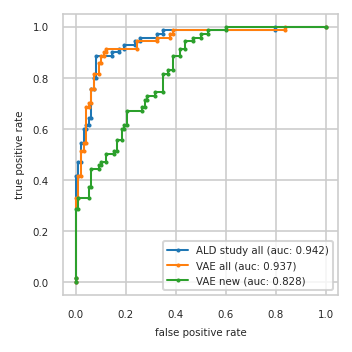 1.0
0.8
0.6
0.4
0.2
0.0
true positive rate
ALD study all (auc: 0.942)
VAE all (auc: 0.937)
VAE new (auc: 0.828)
0.0 0.2 0.4 0.6 0.8 1.0
false positive rate